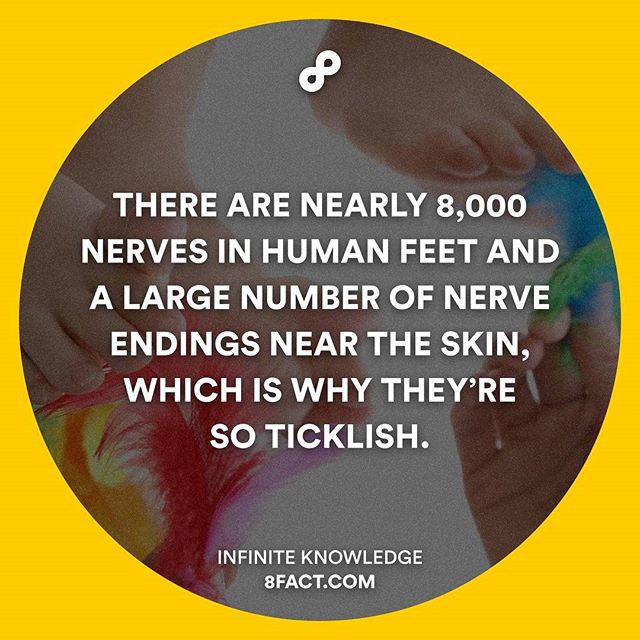 THERE ARE NEARLY 8,000
NERVES IN HUMAN FEET AND
A LARGE NUMBER OF NERVE
ENDINGS NEAR THE SKIN,
WHICH IS WHY THEY’RE
SO TICKLISH.
INFINITE KNOWLEDGE
8FACT.COM